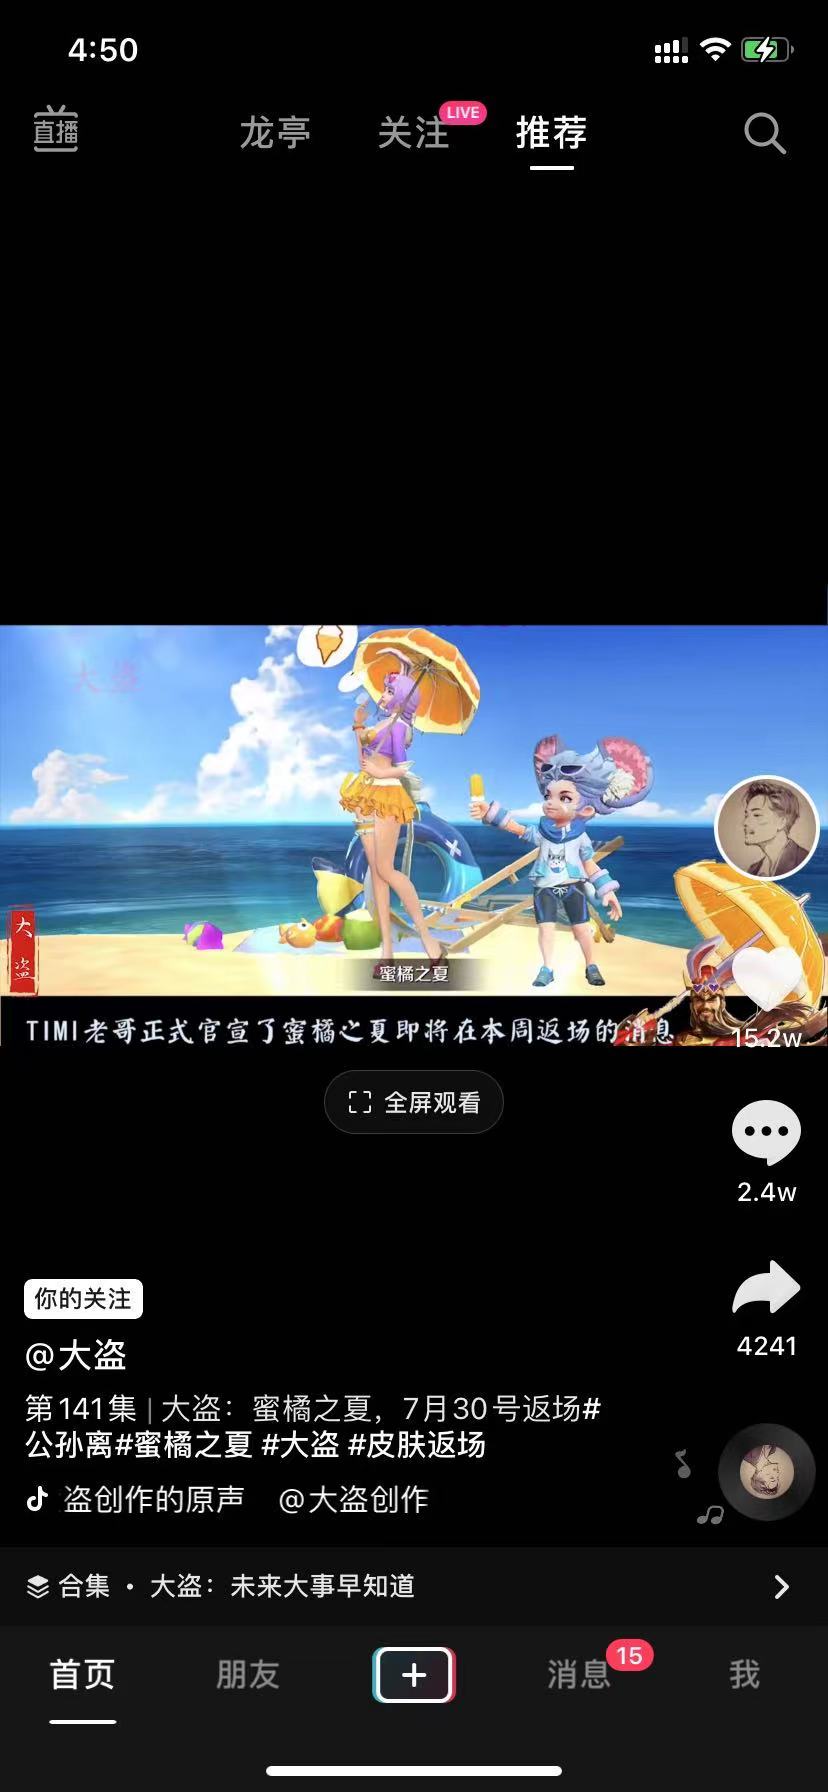 4:50
直播
龙亭
关注
LIVE
推荐
大盗
大盗
蜜橘之夏
TIMI老哥正式官宣了蜜橘之夏即将在本周返场的消息
15.2w
全屏观看
2.4w
4241
你的关注
@大盗
第141集 | 大盗：蜜橘之夏，7月30号返场#
公孙离#蜜橘之夏 #大盗 #皮肤返场
盗创作的原声 @大盗创作
合集 · 大盗：未来大事早知道
首页
朋友
消息
15
我